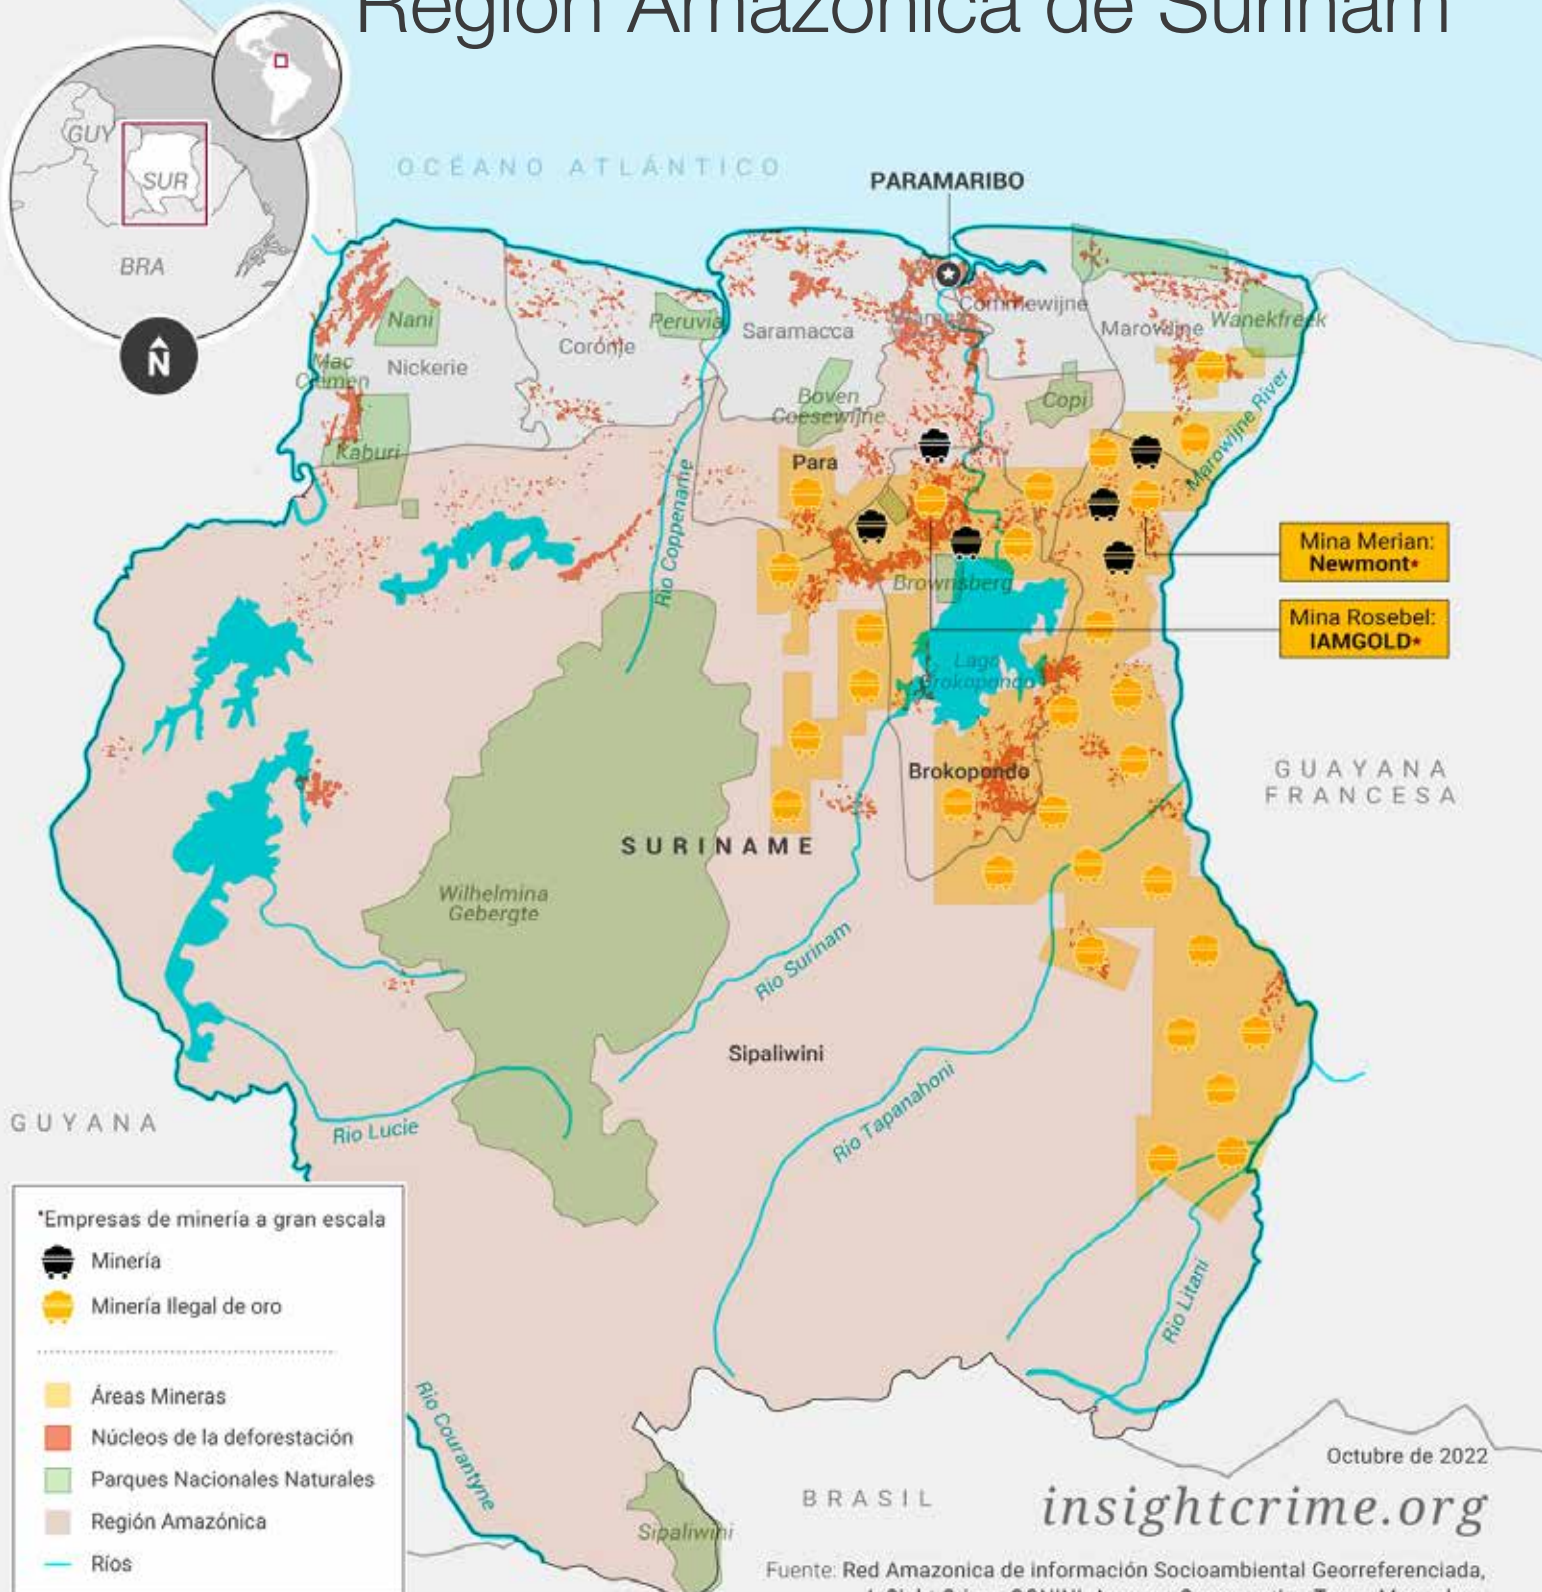 Región Amazónica de Surinam
GUY
SUR
BRA
N
OCÉANO ATLÁNTICO
PARAMARIBO
Nani
Nickerie
Mac
Clemen
Kaburi
Coronie
Peruvia
Saramacca
Boven
Coesewijne
Commewijne
Marowijne
Wanekfreek
Copi
Para
Marowijne River
Rio Coppename
Brownsberg
Mina Merian:
Newmont*
Mina Rosebel:
IAMGOLD*
Lago
Brokopondo
Brokopondo
GUAYANA
FRANCESA
SURINAME
Wilhelmina
Gebergte
Rio Surinam
Sipaliwini
Rio Tapanahoni
GUYANA
Rio Lucie
Rio Litani
Rio Courantyne
BRASIL
Sipaliwini
*Empresas de minería a gran escala
Minería
Minería Ilegal de oro
Áreas Mineras
Núcleos de la deforestación
Parques Nacionales Naturales
Región Amazónica
Ríos
Octubre de 2022
insightcrime.org
Fuente: Red Amazonica de información Socioambiental Georreferenciada,